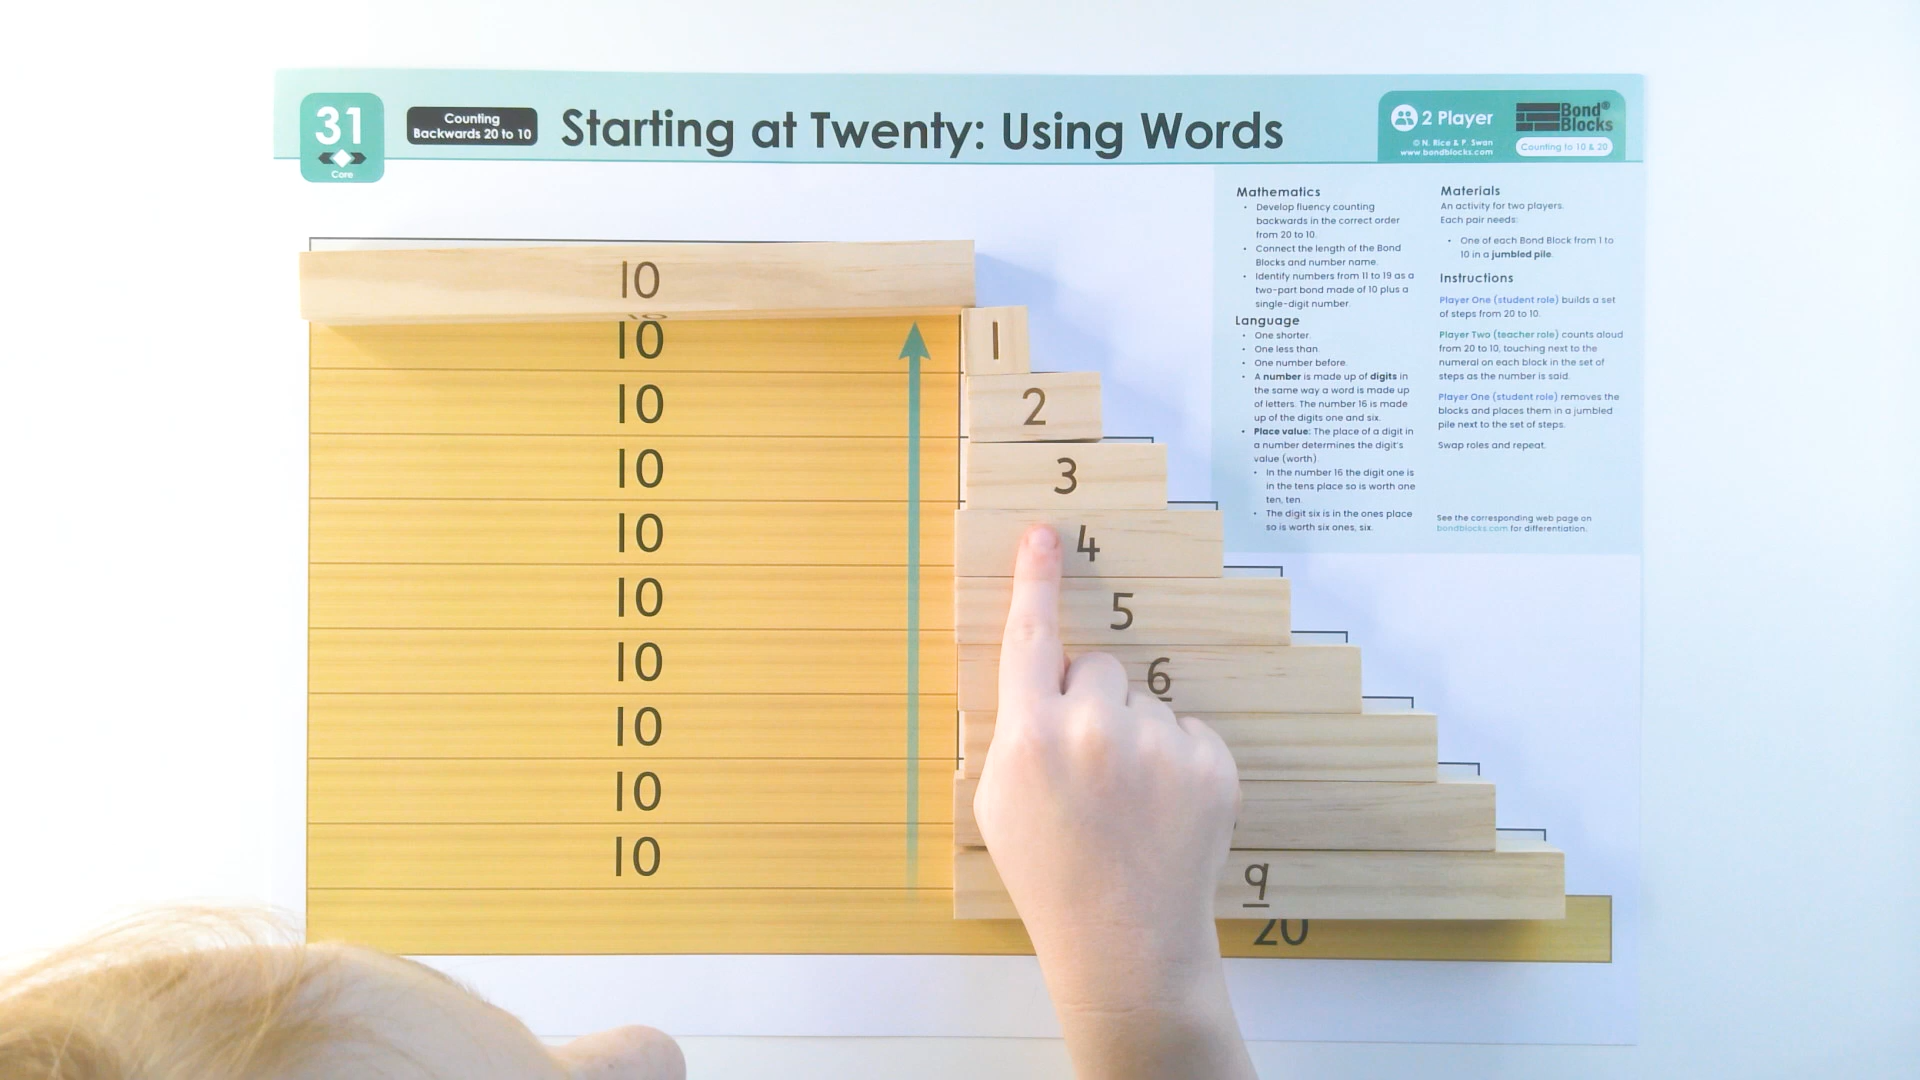 31
Core
Counting
Backwards 20 to 10
Starting at Twenty: Using Words
2 Player
© N. Rice & P. Swan
www.bondblocks.com
Bond®
Blocks
Counting to 10 & 20
Mathematics
• Develop fluency counting
backwards in the correct order
from 20 to 10.
• Connect the length of the Bond
Blocks and number name.
• Identify numbers from 11 to 19 as a
two-part bond made of 10 plus a
single-digit number.
Language
• One shorter.
• One less than.
• One number before.
• A number is made up of digits in
the same way a word is made up
of letters. The number 16 is made
up of the digits one and six.
• Place value: The place of a digit in
a number determines the digit's
value (worth).
• In the number 16 the digit one is
in the tens place so is worth one
ten, ten.
• The digit six is in the ones place
so is worth six ones, six.
Materials
An activity for two players.
Each pair needs:
• One of each Bond Block from 1 to
10 in a jumbled pile.
Instructions
Player One (student role) builds a set
of steps from 20 to 10.
Player Two (teacher role) counts aloud
from 20 to 10, touching next to the
numeral on each block in the set of
steps as the number is said.
Player One (student role) removes the
blocks and places them in a jumbled
pile next to the set of steps.
Swap roles and repeat.
See the corresponding web page on
bondblocks.com for differentiation.
10
10
10 1
10 2
10 3
10 4
10 5
10 6
10
10
10 9
20